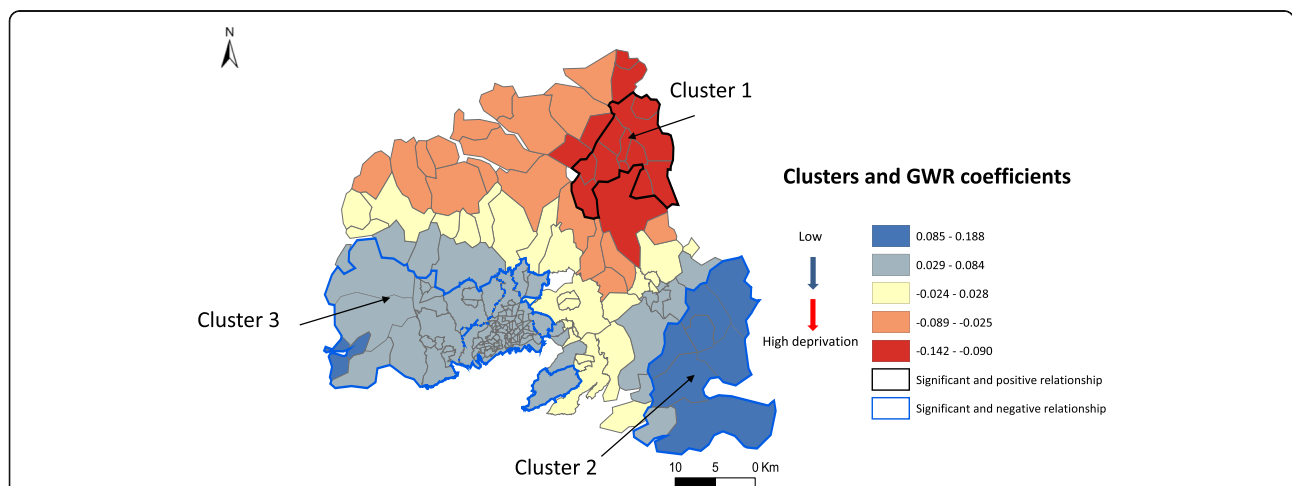 N
Cluster 1
Clusters and GWR coefficients
Low
High deprivation
0.085 - 0.188
0.029 - 0.084
-0.024 - 0.028
-0.089 - -0.025
-0.142 - -0.090
Significant and positive relationship
Significant and negative relationship
Cluster 3
Cluster 2
10 5 0 Km